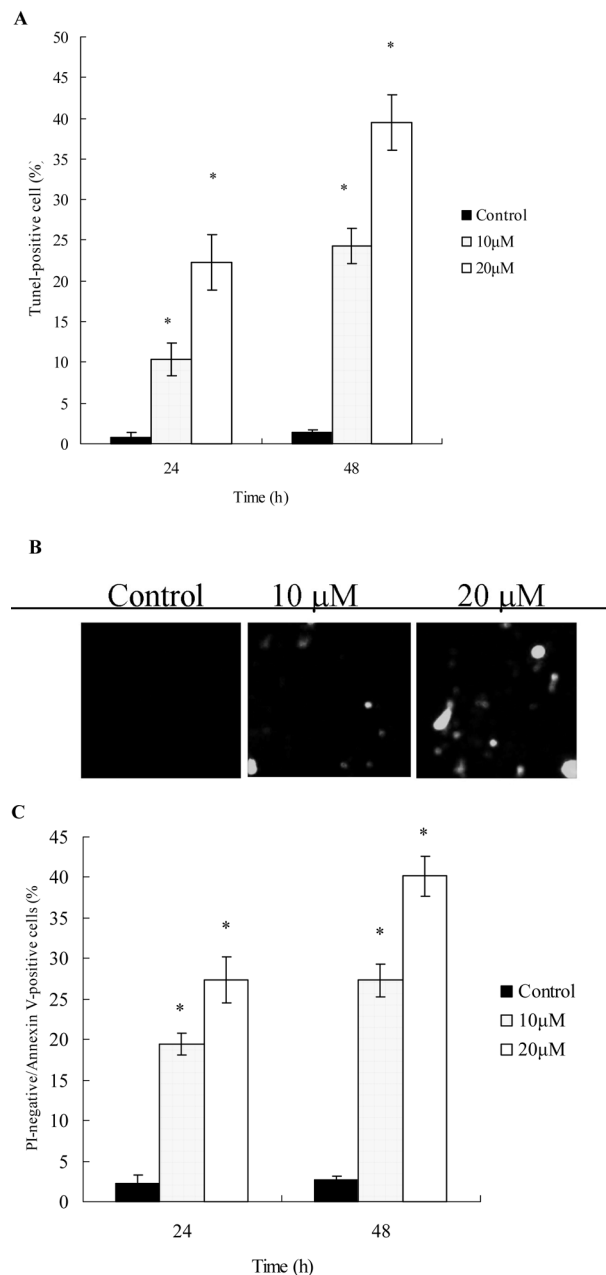 A
*
50
45
40
35
30
25
20
15
10
5
0
*
*
*
Tunel-positive cell (%)
Control
10µM
20µM
24
48
Time (h)
B
Control 10 µM 20 µM
C
*
45
40
35
30
25
20
15
10
5
0
*
*
*
PI-negative/Annexin V-positive cells (%
Control
10µM
20µM
24
48
Time (h)